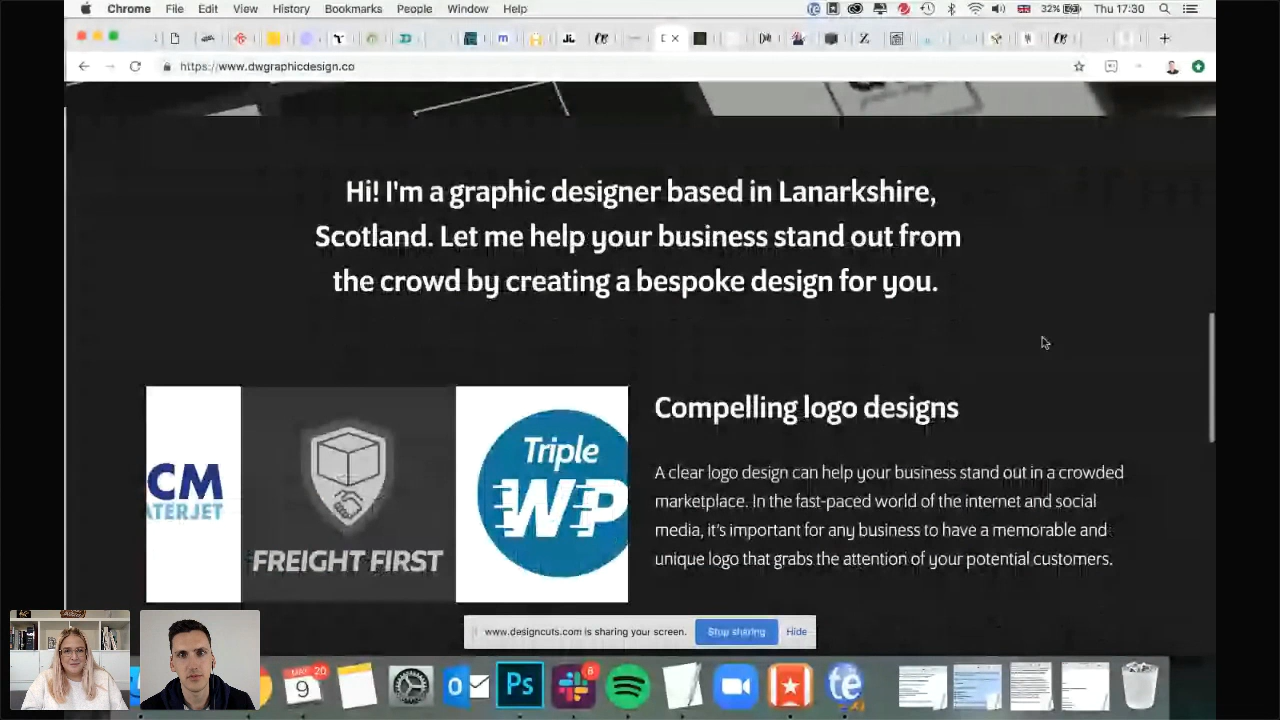 Chrome File Edit View History Bookmarks People Window Help 32% Thu 17:30
https://www.dwgraphicdesign.co
Hi! I'm a graphic designer based in Lanarkshire,
Scotland. Let me help your business stand out from
the crowd by creating a bespoke design for you.
CM
ATERJET
FREIGHT FIRST
Triple
WP
Compelling logo designs
A clear logo design can help your business stand out in a crowded
marketplace. In the fast-paced world of the internet and social
media, it's important for any business to have a memorable and
unique logo that grabs the attention of your potential customers.
www.designcuts.com is sharing your screen. Stop sharing Hide
MAY 20
9
Ps
8